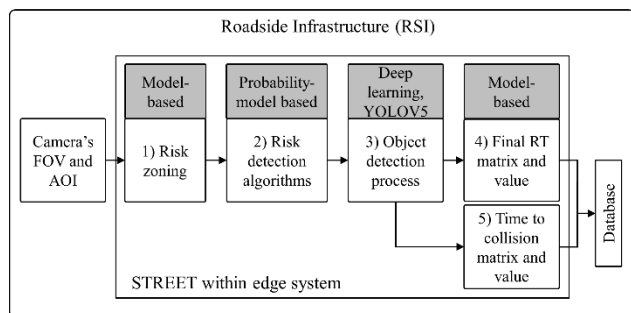 Roadside Infrastructure (RSI)
Camera's
FOV and
AOI
Model-
based
1) Risk
zoning
Probability-
model based
2) Risk
detection
algorithms
Deep
learning,
YOLOV5
3) Object
detection
process
Model-
based
4) Final RT
matrix and
value
5) Time to
collision
matrix and
value
Database
STREET within edge system